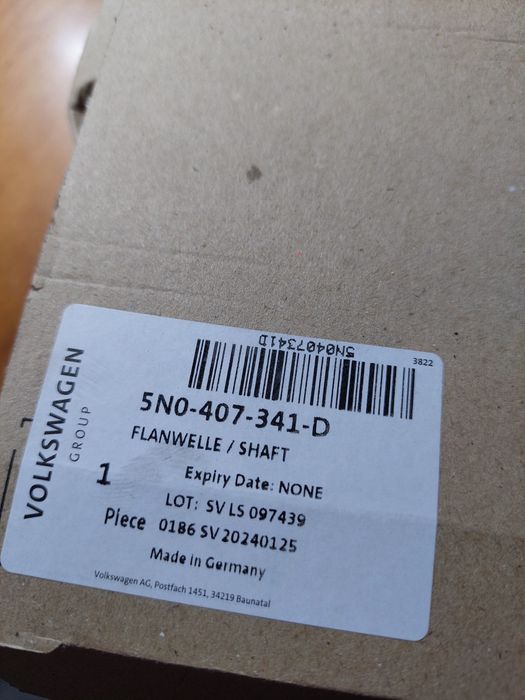 5N0407341D
3822
5N0-407-341-D
FLANWELLE / SHAFT
VOLKSWAGEN
GROUP
1
Expiry Date: NONE
LOT: SV LS 097439
Piece 0186 SV 20240125
Made in Germany
Volkswagen AG, Postfach 1451, 34219 Baunatal